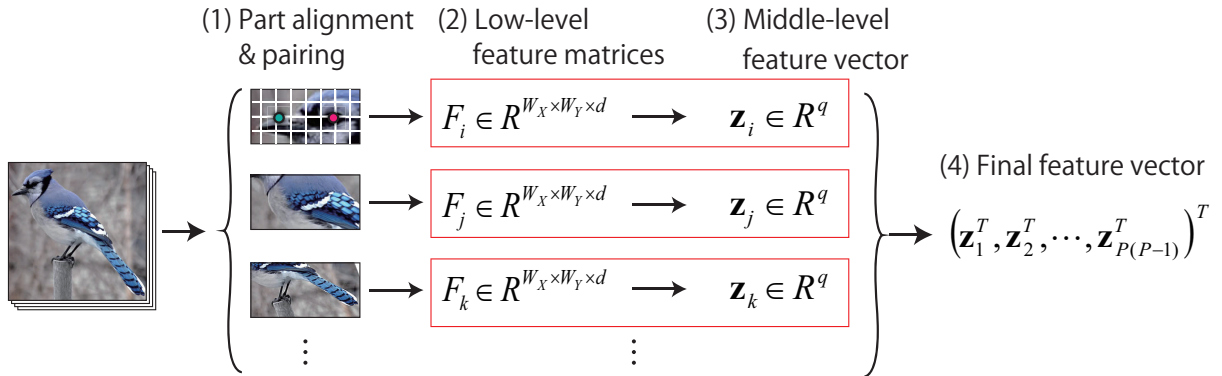 (1) Part alignment
& pairing
(2) Low-level
feature matrices
(3) Middle-level
feature vector
F_i ∈ R^{W_X×W_Y×d} → z_i ∈ R^q
F_j ∈ R^{W_X×W_Y×d} → z_j ∈ R^q
F_k ∈ R^{W_X×W_Y×d} → z_k ∈ R^q
⋮ ⋮
(4) Final feature vector
(z_1^T, z_2^T, ⋯, z_{P(P−1)}^T)^T